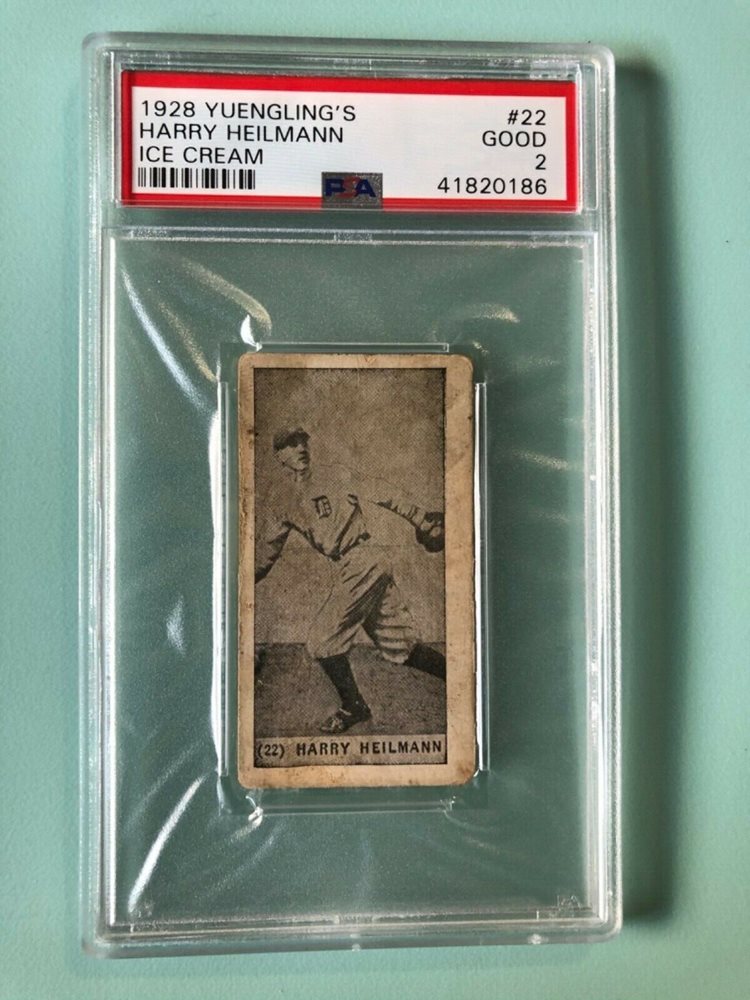 1928 YUENGLING'S #22
HARRY HEILMANN GOOD
ICE CREAM 2
PSA 41820186
D
(22) HARRY HEILMANN